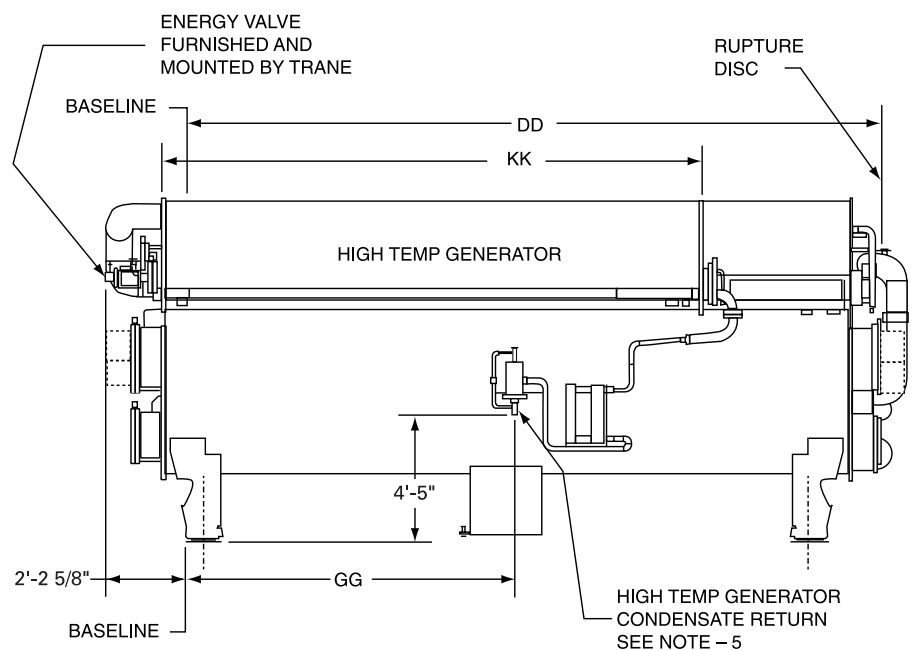 ENERGY VALVE
FURNISHED AND
MOUNTED BY TRANE
RUPTURE
DISC
BASELINE
DD
KK
HIGH TEMP GENERATOR
4'-5"
2'-2 5/8"
GG
BASELINE
HIGH TEMP GENERATOR
CONDENSATE RETURN
SEE NOTE – 5